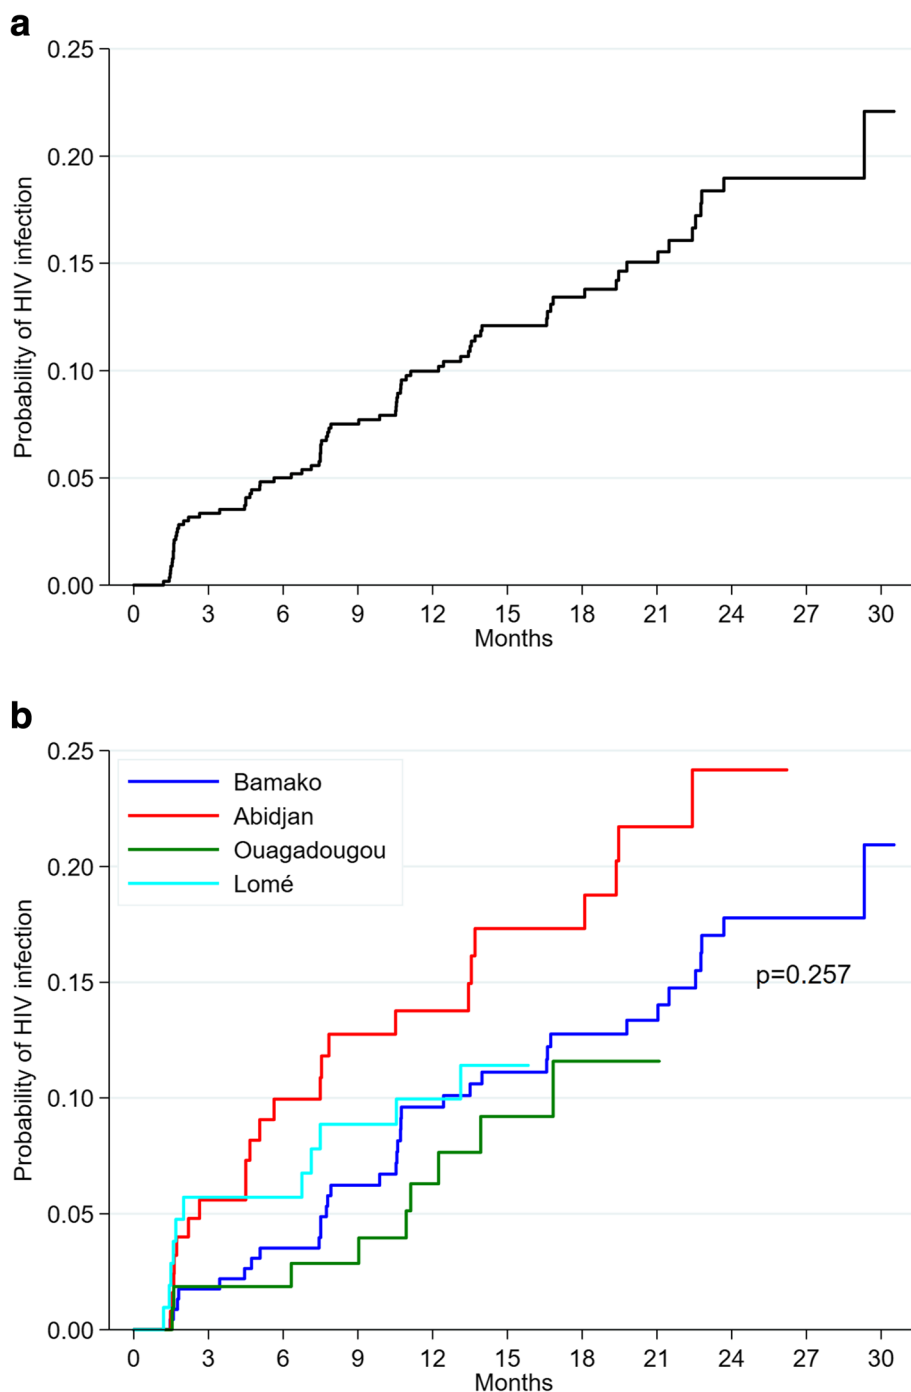 a
Probability of HIV infection
0.25
0.20
0.15
0.10
0.05
0.00
0 3 6 9 12 15 18 21 24 27 30
Months
b
Probability of HIV infection
0.25
0.20
0.15
0.10
0.05
0.00
Bamako
Abidjan
Ouagadougou
Lomé
p=0.257
0 3 6 9 12 15 18 21 24 27 30
Months